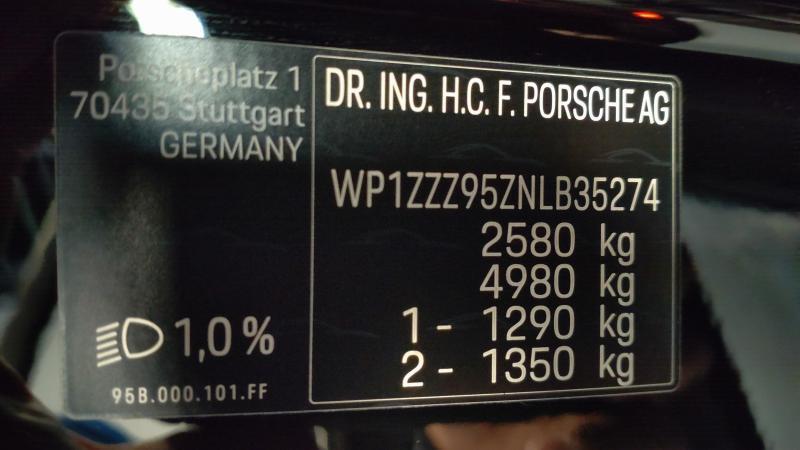 Porscheplatz 1
70435 Stuttgart
GERMANY
1,0 %
95B.000.101.FF
DR. ING. H.C. F. PORSCHE AG
WP1ZZZ95ZNLB35274
2580 kg
4980 kg
1 - 1290 kg
2 - 1350 kg